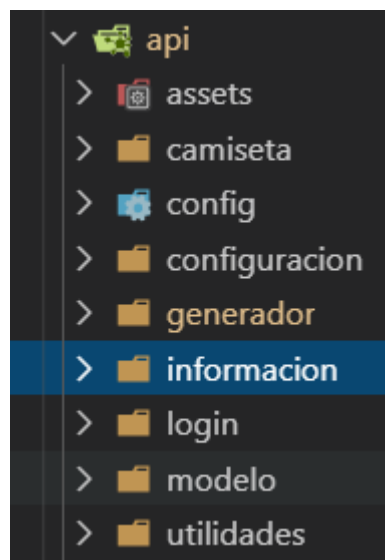 api
assets
camiseta
config
configuracion
generador
informacion
login
modelo
utilidades